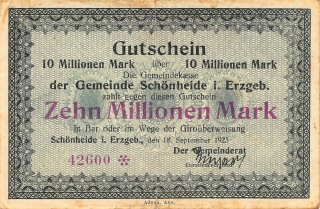 Gutschein
10 Millionen Mark über 10 Millionen Mark
Die Gemeindekasse
der Gemeinde Schönheide i. Erzgeb.
zahlt gegen diesen Gutschein
Zehn Millionen Mark
in Bar oder im Wege der Giroüberweisung
Schönheide i. Erzgeb., den 18. September 1923
Der Gemeinderat
42600 ※